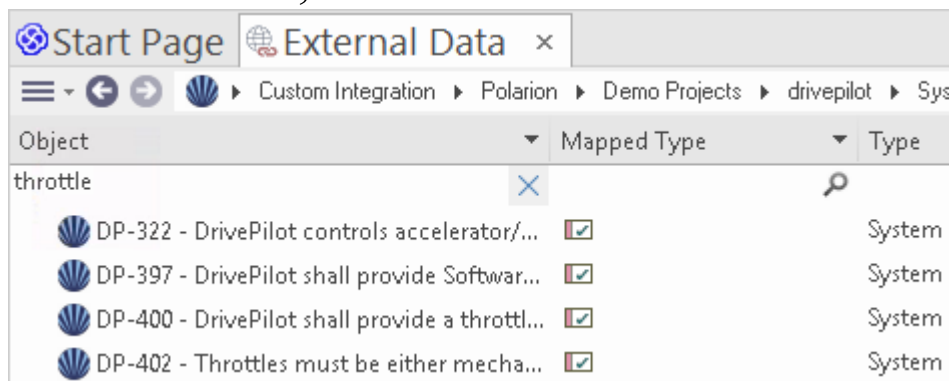 Start Page External Data ×
Custom Integration Polarion Demo Projects drivepilot Sys
Object Mapped Type Type
throttle
DP-322 - DrivePilot controls accelerator/... System
DP-397 - DrivePilot shall provide Softwar... System
DP-400 - DrivePilot shall provide a throttl... System
DP-402 - Throttles must be either mecha... System